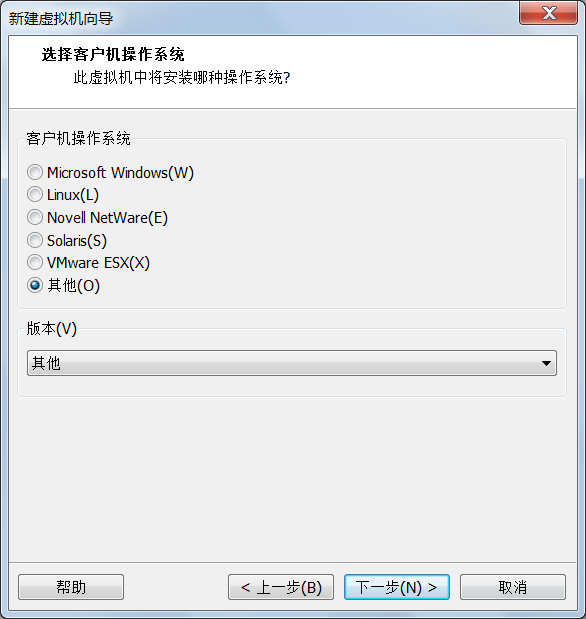 新建虚拟机向导
选择客户机操作系统
此虚拟机中将安装哪种操作系统?
客户机操作系统
Microsoft Windows(W)
Linux(L)
Novell NetWare(E)
Solaris(S)
VMware ESX(X)
其他(O)
版本(V)
其他
帮助
< 上一步(B)
下一步(N) >
取消